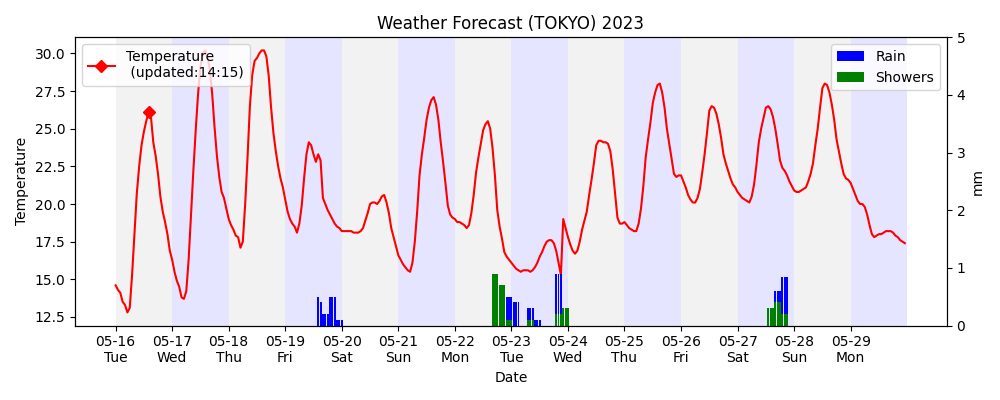 Weather Forecast (TOKYO) 2023
Temperature
(updated:14:15)
Rain
Showers
30.0
27.5
25.0
22.5
20.0
17.5
15.0
12.5
Temperature
5
4
3
2
1
0
mm
05-16 05-17 05-18 05-19 05-20 05-21 05-22 05-23 05-24 05-25 05-26 05-27 05-28 05-29
Tue Wed Thu Fri Sat Sun Mon Tue Wed Thu Fri Sat Sun Mon
Date